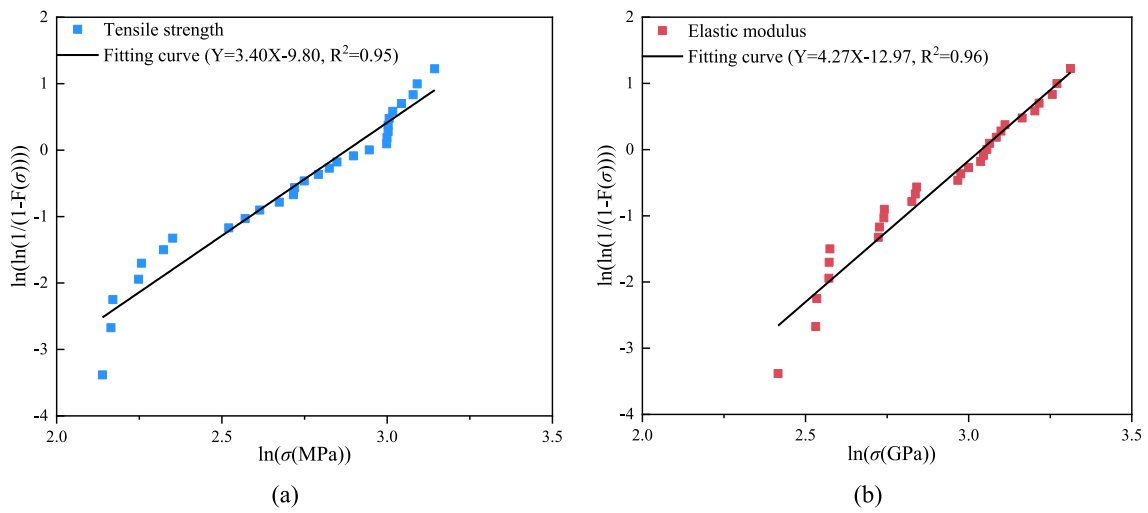 Tensile strength
Fitting curve (Y=3.40X-9.80, R²=0.95)
2
1
0
-1
-2
-3
-4
2.0
2.5
3.0
3.5
ln(ln(1/(1-F(σ))))
ln(σ(MPa))
(a)
Elastic modulus
Fitting curve (Y=4.27X-12.97, R²=0.96)
2
1
0
-1
-2
-3
-4
2.0
2.5
3.0
3.5
ln(ln(1/(1-F(σ))))
ln(σ(GPa))
(b)